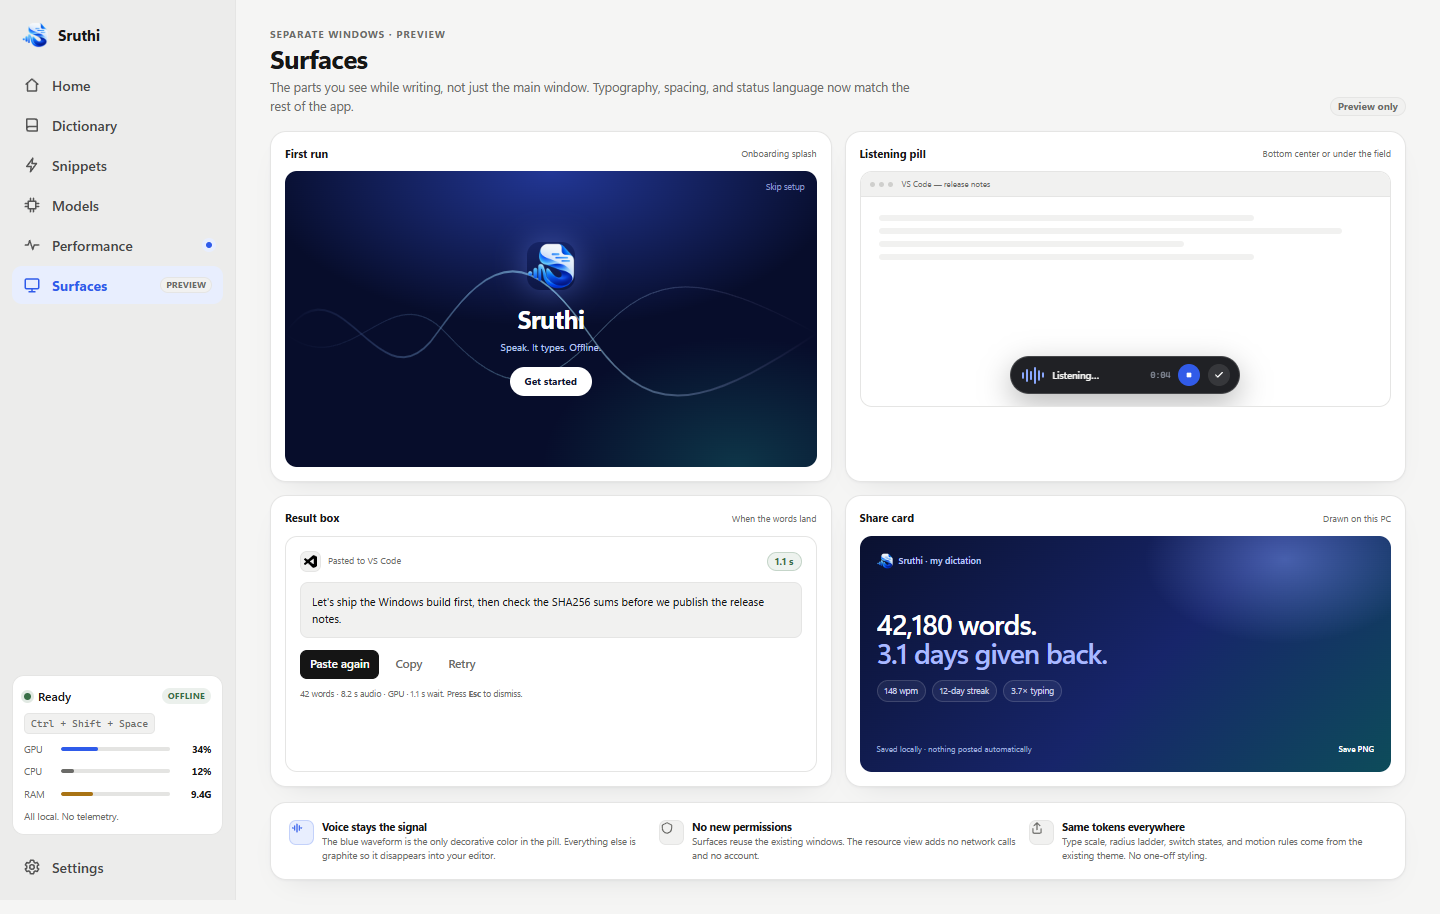 Sruthi
Home
Dictionary
Snippets
Models
Performance
Surfaces PREVIEW
Ready OFFLINE
Ctrl + Shift + Space
GPU 34%
CPU 12%
RAM 9.4G
All local. No telemetry.
Settings
SEPARATE WINDOWS · PREVIEW
Surfaces
The parts you see while writing, not just the main window. Typography, spacing, and status language now match the
rest of the app.
Preview only
First run Onboarding splash
Skip setup
Sruthi
Speak. It types. Offline.
Get started
Listening pill Bottom center or under the field
VS Code — release notes
Listening... 0:04
Result box When the words land
Pasted to VS Code 1.1 s
Let's ship the Windows build first, then check the SHA256 sums before we publish the release
notes.
Paste again Copy Retry
42 words · 8.2 s audio · GPU · 1.1 s wait. Press Esc to dismiss.
Share card Drawn on this PC
Sruthi · my dictation
42,180 words.
3.1 days given back.
148 wpm 12-day streak 3.7× typing
Saved locally · nothing posted automatically Save PNG
Voice stays the signal
The blue waveform is the only decorative color in the pill. Everything else is
graphite so it disappears into your editor.
No new permissions
Surfaces reuse the existing windows. The resource view adds no network calls
and no account.
Same tokens everywhere
Type scale, radius ladder, switch states, and motion rules come from the
existing theme. No one-off styling.